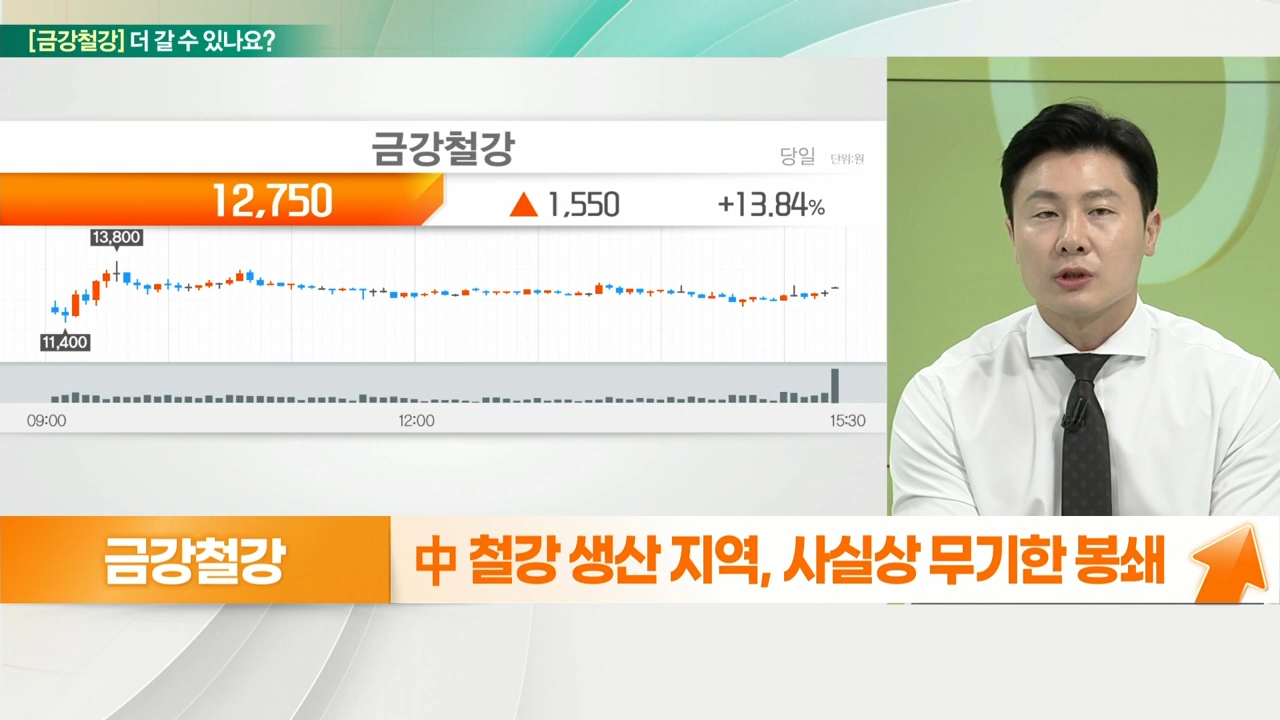 [금강철강] 더 갈 수 있나요?
금강철강
당일 단위:원
12,750 ▲ 1,550 +13.84%
13,800
11,400
09:00 12:00 15:30
금강철강
中 철강 생산 지역, 사실상 무기한 봉쇄